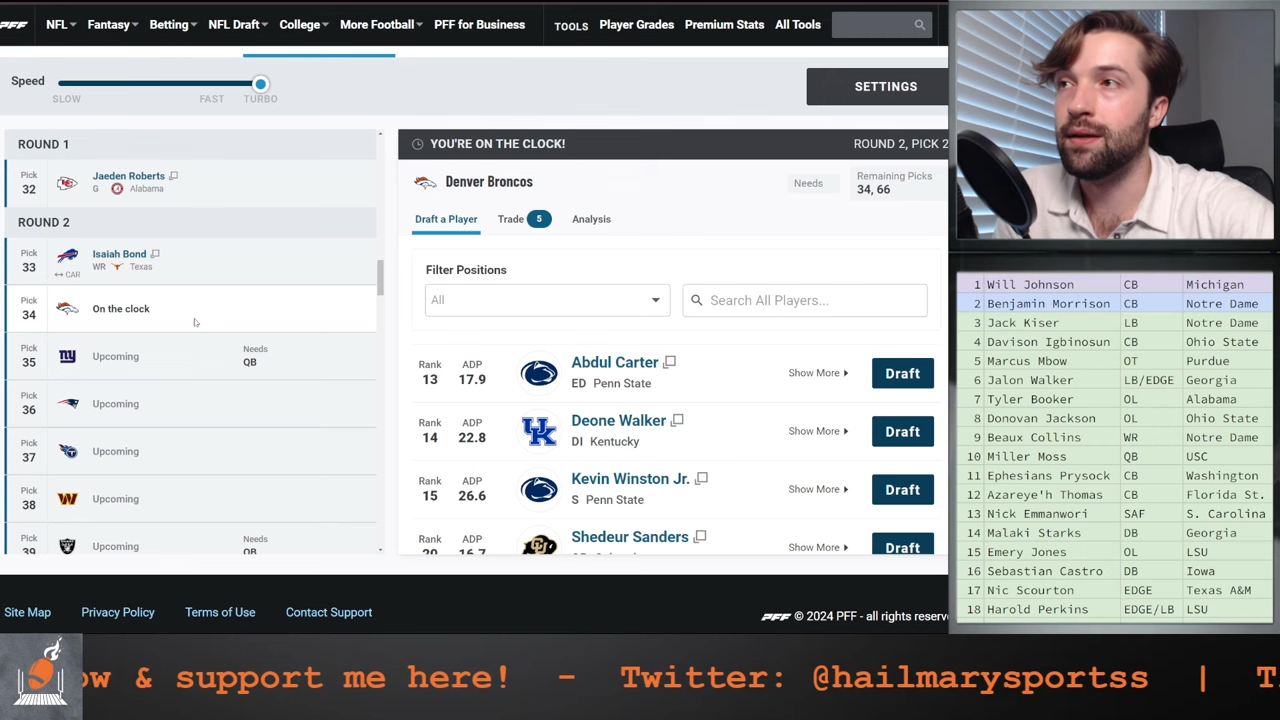 PFF NFL Fantasy Betting NFL Draft College More Football PFF for Business TOOLS Player Grades Premium Stats All Tools
Speed
SLOW FAST TURBO
SETTINGS
ROUND 1
Pick 32 Jaeden Roberts
G Alabama
ROUND 2
Pick 33 Isaiah Bond
↔ CAR WR Texas
Pick 34 On the clock
Pick 35 Upcoming Needs QB
Pick 36 Upcoming
Pick 37 Upcoming
Pick 38 Upcoming
Pick 39 Upcoming Needs QB
YOU'RE ON THE CLOCK! ROUND 2, PICK 2
Denver Broncos Needs Remaining Picks
34, 66
Draft a Player Trade 5 Analysis
Filter Positions
All Search All Players...
Rank 13 ADP 17.9 Abdul Carter Show More Draft
ED Penn State
Rank 14 ADP 22.8 Deone Walker Show More Draft
DI Kentucky
Rank 15 ADP 26.6 Kevin Winston Jr. Show More Draft
S Penn State
Rank 20 ADP 16.7 Shedeur Sanders Show More Draft
Site Map Privacy Policy Terms of Use Contact Support
PFF © 2024 PFF - all rights reserve
1 Will Johnson CB Michigan
2 Benjamin Morrison CB Notre Dame
3 Jack Kiser LB Notre Dame
4 Davison Igbinosun CB Ohio State
5 Marcus Mbow OT Purdue
6 Jalon Walker LB/EDGE Georgia
7 Tyler Booker OL Alabama
8 Donovan Jackson OL Ohio State
9 Beaux Collins WR Notre Dame
10 Miller Moss QB USC
11 Ephesians Prysock CB Washington
12 Azareye'h Thomas CB Florida St.
13 Nick Emmanwori SAF S. Carolina
14 Malaki Starks DB Georgia
15 Emery Jones OL LSU
16 Sebastian Castro DB Iowa
17 Nic Scourton EDGE Texas A&M
18 Harold Perkins EDGE/LB LSU
ow & support me here! - Twitter: @hailmarysportss | T